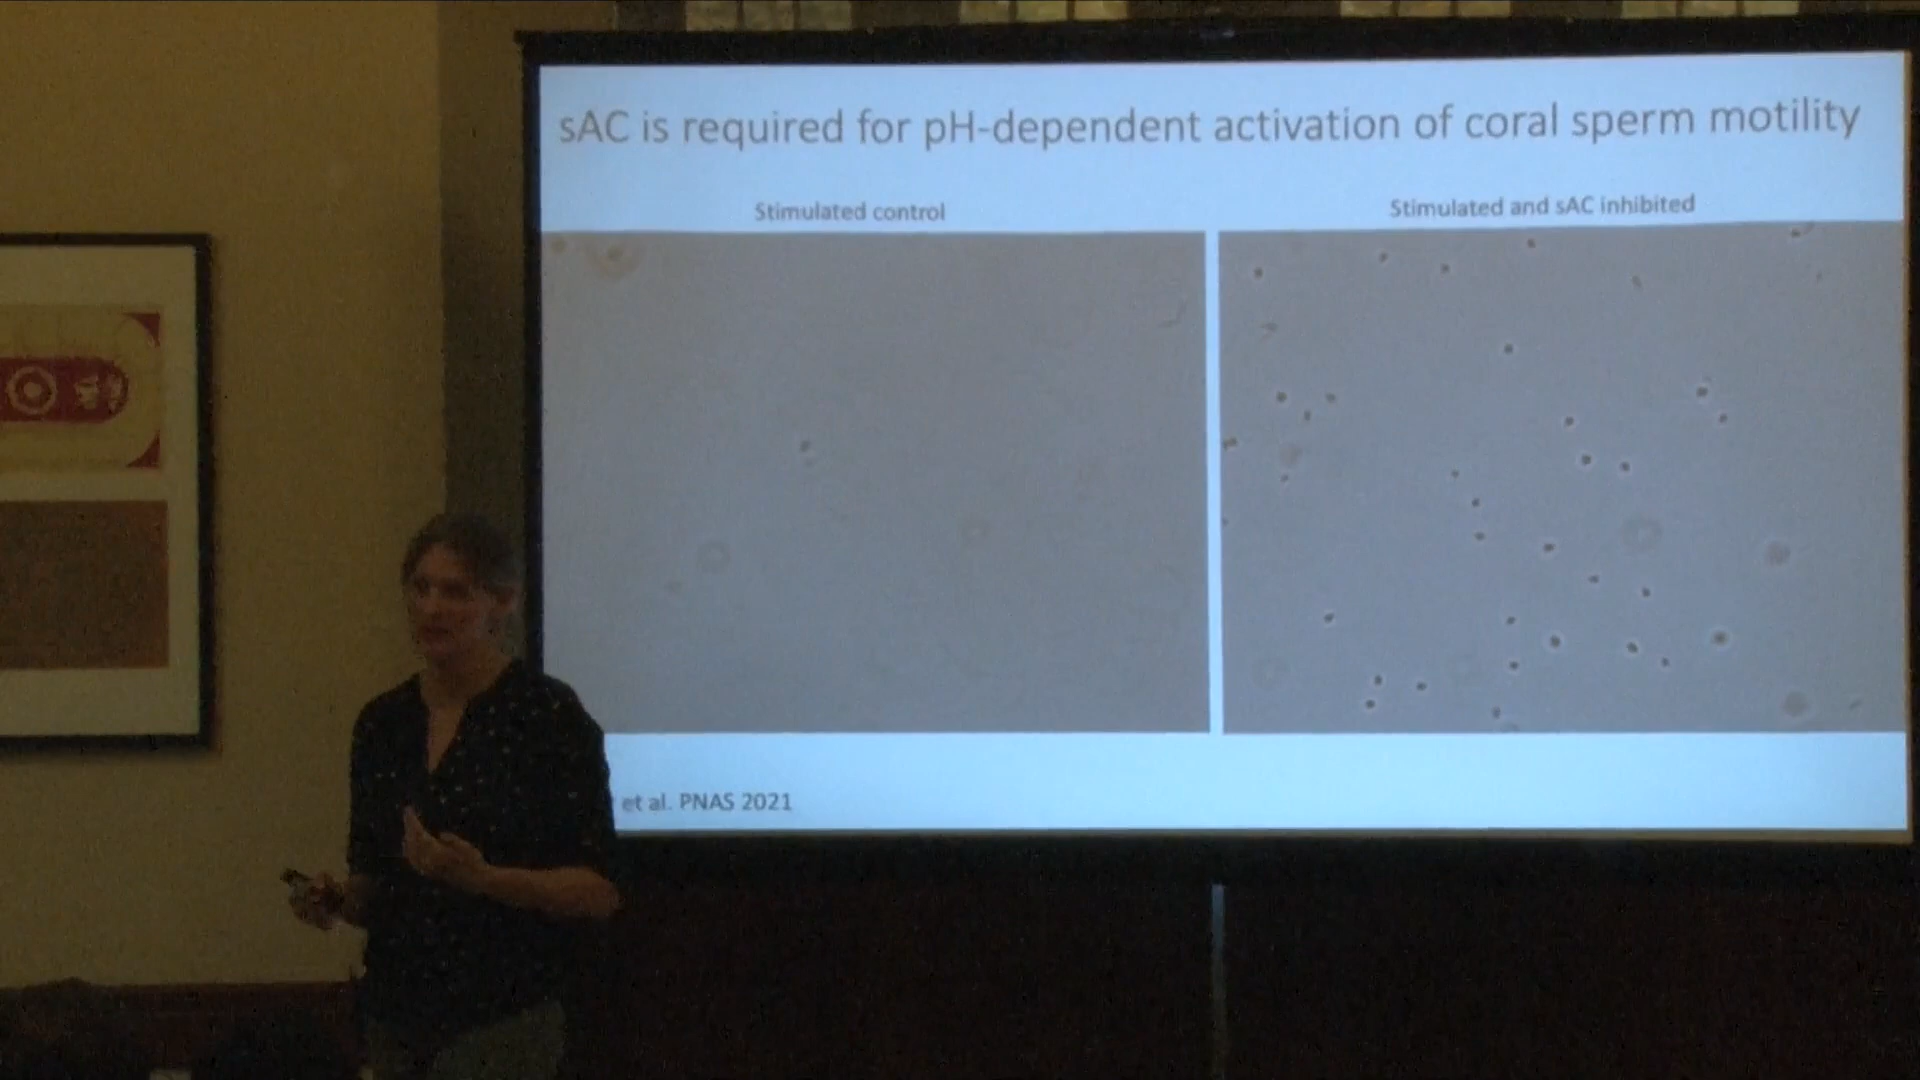 sAC is required for pH-dependent activation of coral sperm motility
Stimulated control
Stimulated and sAC inhibited
et al. PNAS 2021